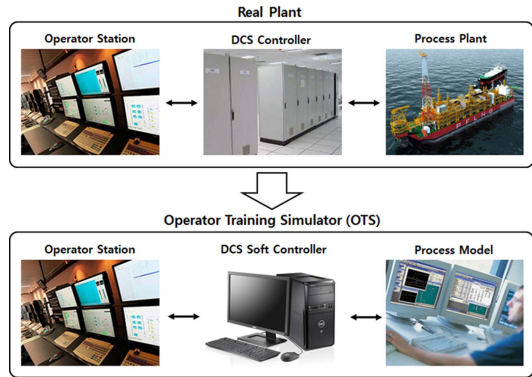 Real Plant
Operator Station
DCS Controller
Process Plant
PFLNG
Operator Training Simulator (OTS)
Operator Station
DCS Soft Controller
Process Model